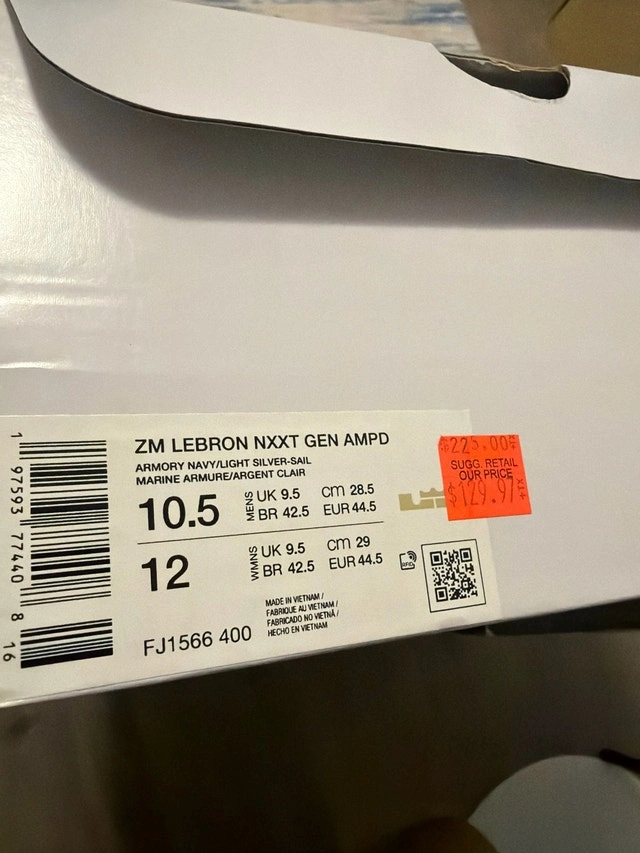 ZM LEBRON NXXT GEN AMPD
ARMORY NAVY/LIGHT SILVER-SAIL
MARINE ARMURE/ARGENT CLAIR
10.5 MENS UK 9.5 CM 28.5
BR 42.5 EUR 44.5
12 WMNS UK 9.5 CM 29
BR 42.5 EUR 44.5
RFID
MADE IN VIETNAM /
FABRIQUE AU VIETNAM /
FABRICADO NO VIETNÃ /
HECHO EN VIETNAM
FJ1566 400
1 97593 77440 8 16
$225.00
SUGG. RETAIL
OUR PRICE
$129.97